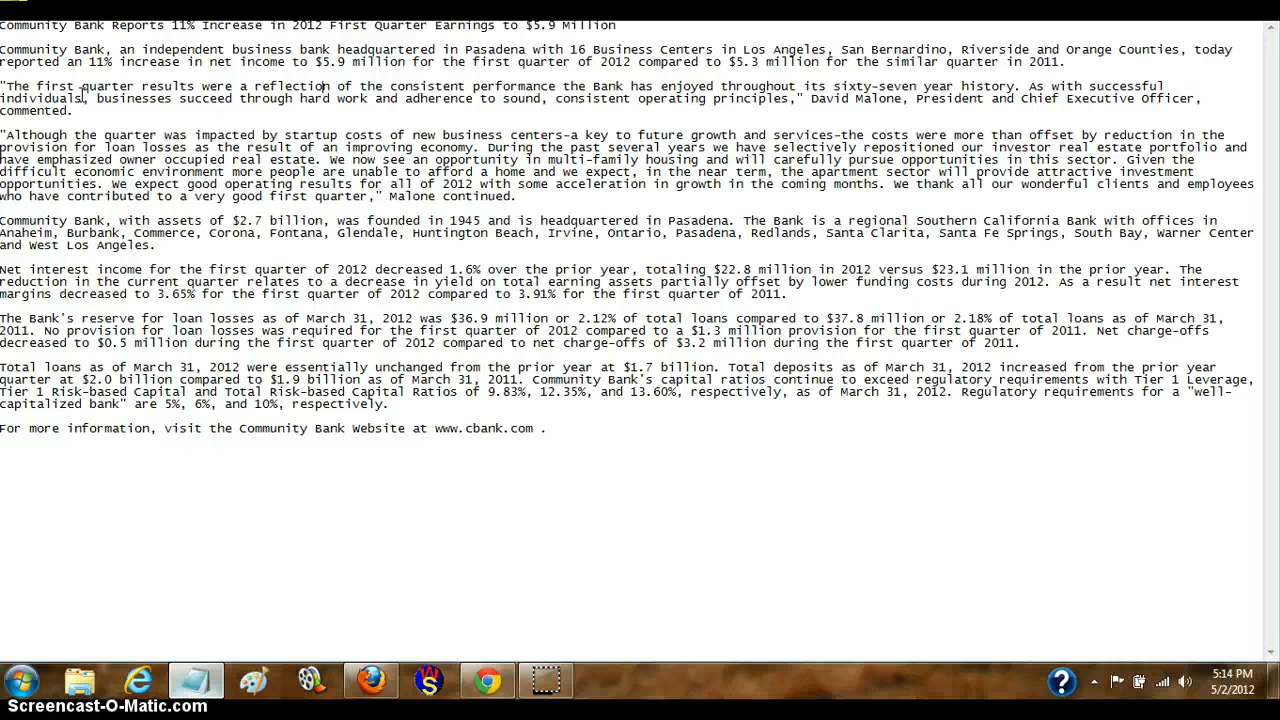 Community Bank Reports 11% Increase in 2012 First Quarter Earnings to $5.9 Million
Community Bank, an independent business bank headquartered in Pasadena with 16 Business Centers in Los Angeles, San Bernardino, Riverside and Orange Counties, today
reported an 11% increase in net income to $5.9 million for the first quarter of 2012 compared to $5.3 million for the similar quarter in 2011.
"The first quarter results were a reflection of the consistent performance the Bank has enjoyed throughout its sixty-seven year history. As with successful
individuals, businesses succeed through hard work and adherence to sound, consistent operating principles," David Malone, President and Chief Executive Officer,
commented.
"Although the quarter was impacted by startup costs of new business centers-a key to future growth and services-the costs were more than offset by reduction in the
provision for loan losses as the result of an improving economy. During the past several years we have selectively repositioned our investor real estate portfolio and
have emphasized owner occupied real estate. We now see an opportunity in multi-family housing and will carefully pursue opportunities in this sector. Given the
difficult economic environment more people are unable to afford a home and we expect, in the near term, the apartment sector will provide attractive investment
opportunities. We expect good operating results for all of 2012 with some acceleration in growth in the coming months. We thank all our wonderful clients and employees
who have contributed to a very good first quarter," Malone continued.
Community Bank, with assets of $2.7 billion, was founded in 1945 and is headquartered in Pasadena. The Bank is a regional Southern California Bank with offices in
Anaheim, Burbank, Commerce, Corona, Fontana, Glendale, Huntington Beach, Irvine, Ontario, Pasadena, Redlands, Santa Clarita, Santa Fe Springs, South Bay, Warner Center
and West Los Angeles.
Net interest income for the first quarter of 2012 decreased 1.6% over the prior year, totaling $22.8 million in 2012 versus $23.1 million in the prior year. The
reduction in the current quarter relates to a decrease in yield on total earning assets partially offset by lower funding costs during 2012. As a result net interest
margins decreased to 3.65% for the first quarter of 2012 compared to 3.91% for the first quarter of 2011.
The Bank's reserve for loan losses as of March 31, 2012 was $36.9 million or 2.12% of total loans compared to $37.8 million or 2.18% of total loans as of March 31,
2011. No provision for loan losses was required for the first quarter of 2012 compared to a $1.3 million provision for the first quarter of 2011. Net charge-offs
decreased to $0.5 million during the first quarter of 2012 compared to net charge-offs of $3.2 million during the first quarter of 2011.
Total loans as of March 31, 2012 were essentially unchanged from the prior year at $1.7 billion. Total deposits as of March 31, 2012 increased from the prior year
quarter at $2.0 billion compared to $1.9 billion as of March 31, 2011. Community Bank's capital ratios continue to exceed regulatory requirements with Tier 1 Leverage,
Tier 1 Risk-based Capital and Total Risk-based Capital Ratios of 9.83%, 12.35%, and 13.60%, respectively, as of March 31, 2012. Regulatory requirements for a "well-
capitalized bank" are 5%, 6%, and 10%, respectively.
For more information, visit the Community Bank Website at www.cbank.com .
5:14 PM
5/2/2012
Screencast-O-Matic.com